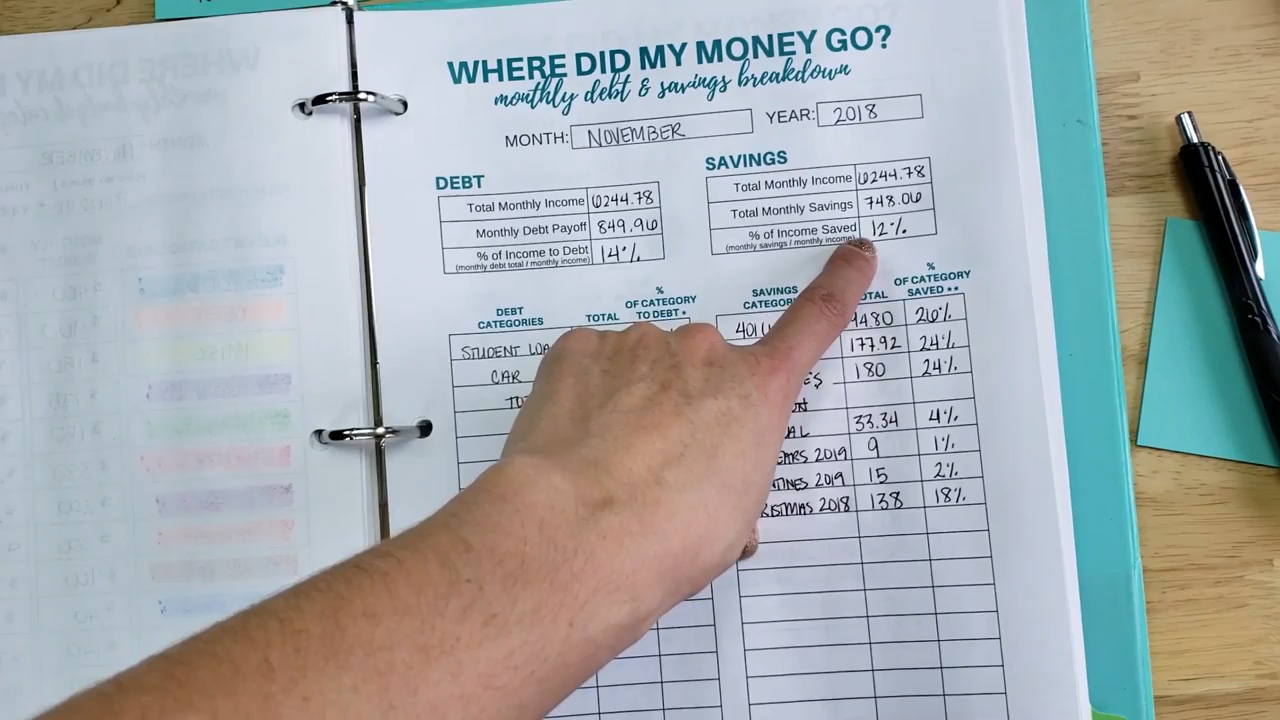 WHERE DID MY MONEY GO?
monthly debt & savings breakdown
MONTH: NOVEMBER YEAR: 2018
DEBT
Total Monthly Income 6244.78
Monthly Debt Payoff 849.96
% of Income to Debt 14%
(monthly debt total / monthly income)
SAVINGS
Total Monthly Income 6244.78
Total Monthly Savings 748.06
% of Income Saved 12%
(monthly savings / monthly income)
DEBT CATEGORIES TOTAL % OF CATEGORY TO DEBT *
STUDENT
CAR
SAVINGS % OF CATEGORY SAVED **
26%
177.92 24%
180 24%
33.34 4%
2019 9 1%
2019 15 2%
2018 138 18%